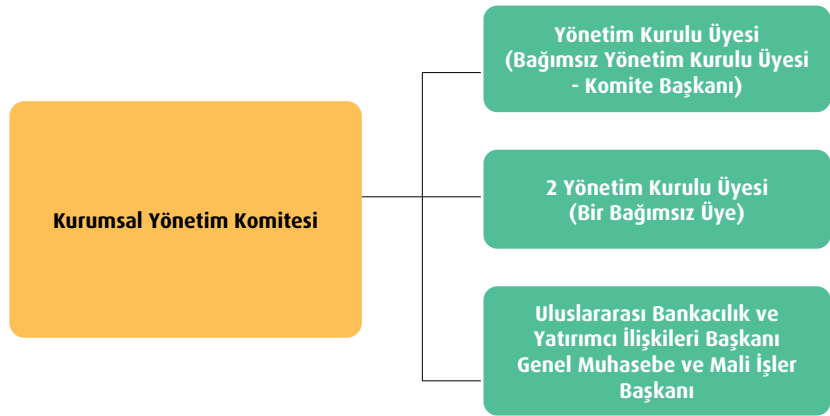 Yönetim Kurulu Üyesi
(Bağımsız Yönetim Kurulu Üyesi
- Komite Başkanı)
Kurumsal Yönetim Komitesi
2 Yönetim Kurulu Üyesi
(Bir Bağımsız Üye)
Uluslararası Bankacılık ve
Yatırımcı İlişkileri Başkanı
Genel Muhasebe ve Mali İşler
Başkanı